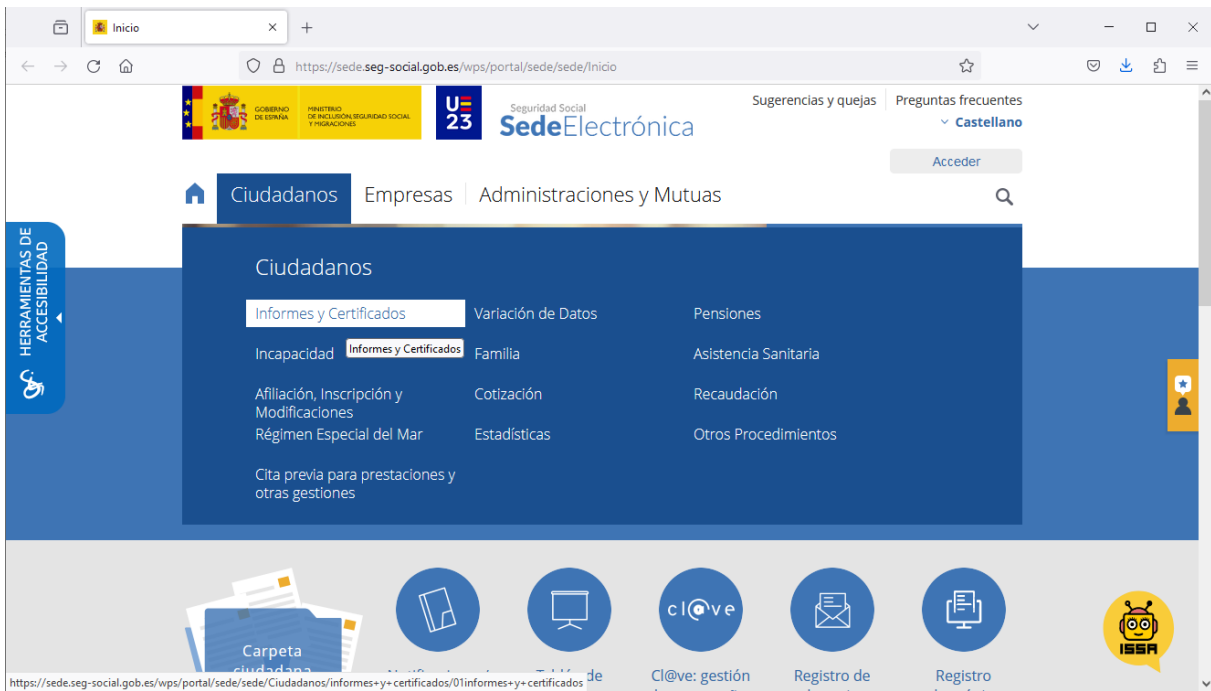 Inicio
https://sede.seg-social.gob.es/wps/portal/sede/sede/Inicio
GOBIERNO
DE ESPAÑA
MINISTERIO
DE INCLUSIÓN, SEGURIDAD SOCIAL
Y MIGRACIONES
UE
23
Seguridad Social
SedeElectrónica
Sugerencias y quejas
Preguntas frecuentes
Castellano
Acceder
Ciudadanos
Empresas
Administraciones y Mutuas
HERRAMIENTAS DE
ACCESIBILIDAD
Ciudadanos
Informes y Certificados
Variación de Datos
Pensiones
Incapacidad
Informes y Certificados
Familia
Asistencia Sanitaria
Afiliación, Inscripción y
Modificaciones
Cotización
Recaudación
Régimen Especial del Mar
Estadísticas
Otros Procedimientos
Cita previa para prestaciones y
otras gestiones
Carpeta
ciudadana
cl@ve
de
Cl@ve: gestión
Registro de
Registro
ISSA
https://sede.seg-social.gob.es/wps/portal/sede/sede/Ciudadanos/informes+y+certificados/01informes+y+certificados